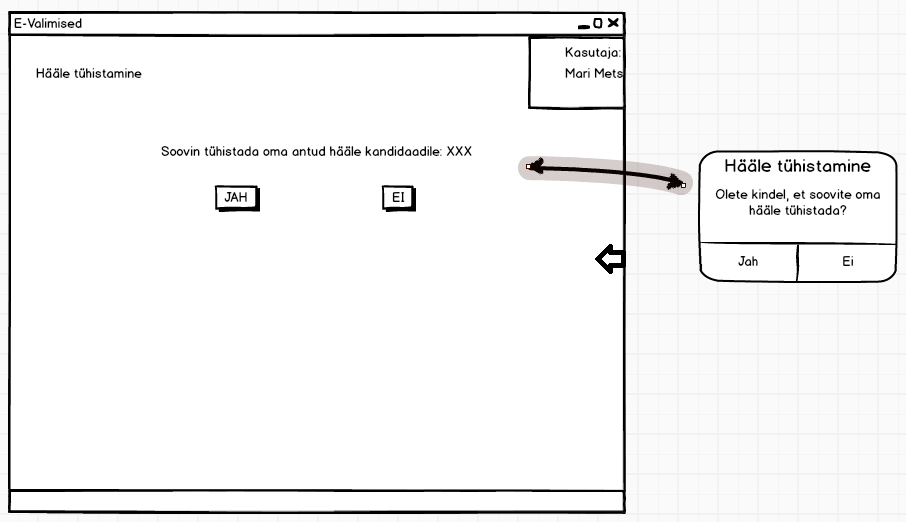 E-Valimised
Kasutaja:
Mari Mets
Hääle tühistamine
Soovin tühistada oma antud hääle kandidaadile: XXX
JAH
EI
Hääle tühistamine
Olete kindel, et soovite oma
hääle tühistada?
Jah
Ei